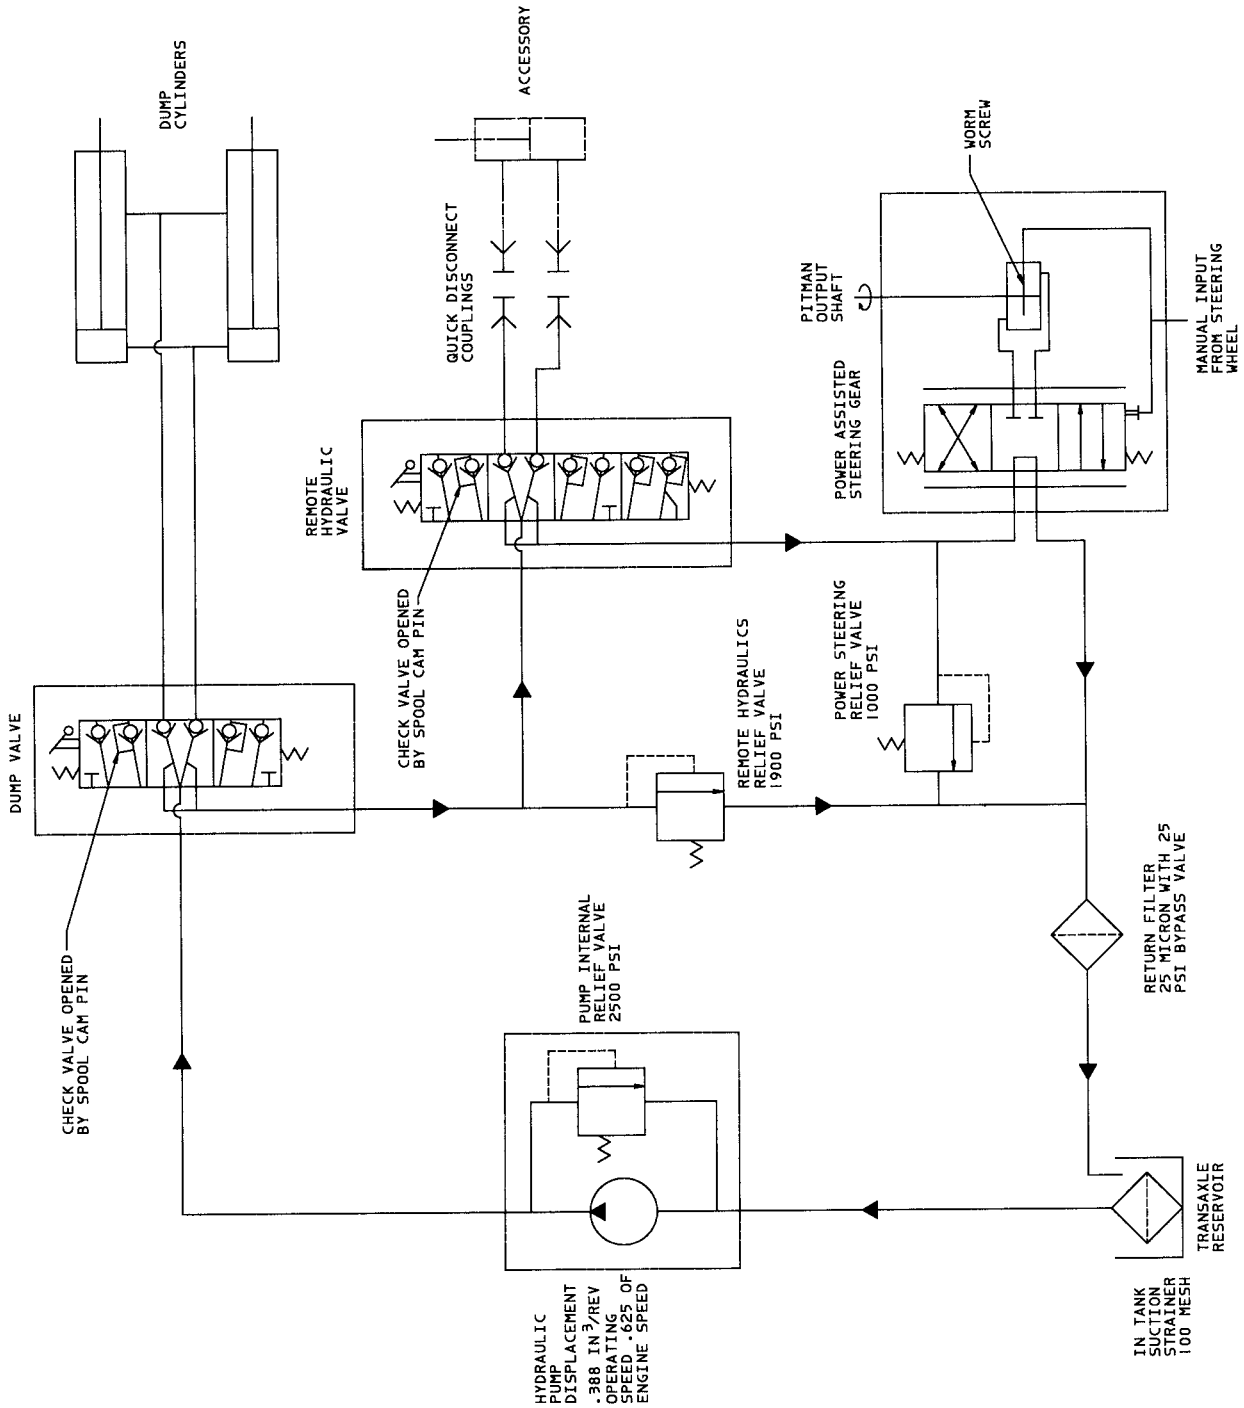 DUMP
CYLINDERS
ACCESSORY
WORM
SCREW
QUICK DISCONNECT
COUPLINGS
PITMAN
OUTPUT
SHAFT
MANUAL INPUT
FROM STEERING
WHEEL
POWER ASSISTED
STEERING GEAR
REMOTE
HYDRAULIC
VALVE
CHECK VALVE OPENED
BY SPOOL CAM PIN
DUMP VALVE
REMOTE HYDRAULICS
RELIEF VALVE
1900 PSI
POWER STEERING
RELIEF VALVE
1000 PSI
CHECK VALVE OPENED
BY SPOOL CAM PIN
PUMP INTERNAL
RELIEF VALVE
2500 PSI
RETURN FILTER
25 MICRON WITH 25
PSI BYPASS VALVE
HYDRAULIC
PUMP
DISPLACEMENT
.388 IN³/REV
OPERATING
SPEED .625 OF
ENGINE SPEED
TRANSAXLE
RESERVOIR
IN TANK
SUCTION
STRAINER
100 MESH